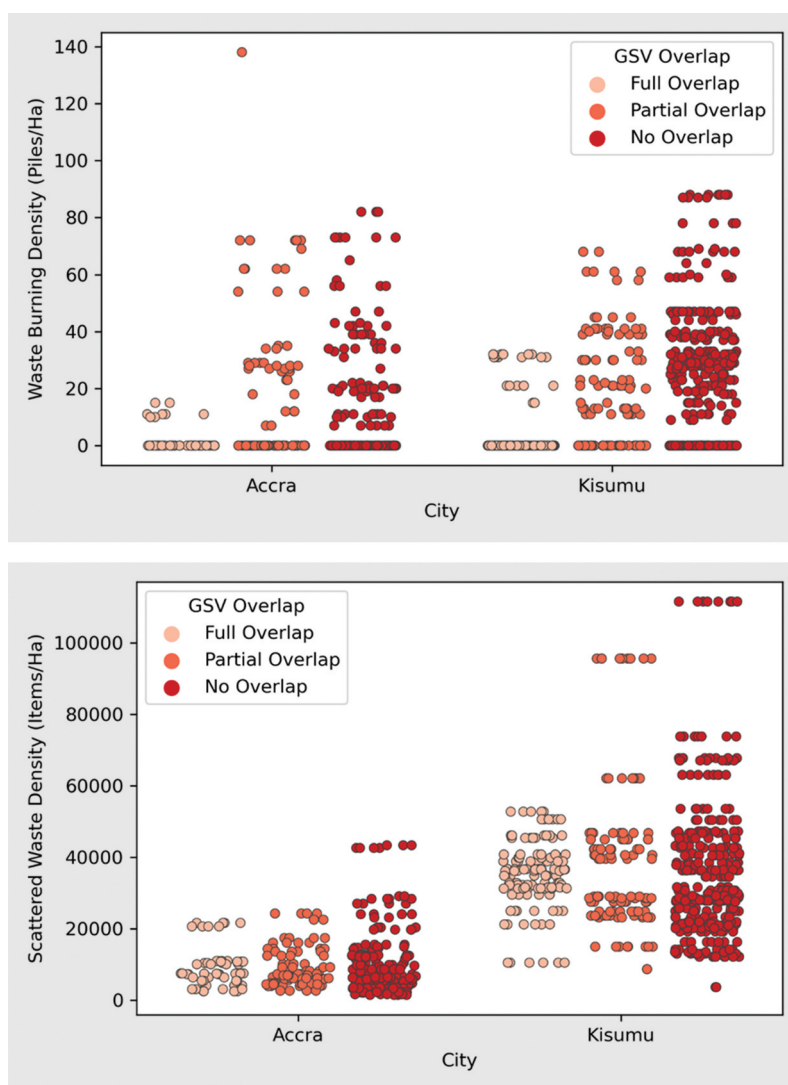 140
120
100
80
60
40
20
0
Waste Burning Density (Piles/Ha)
GSV Overlap
Full Overlap
Partial Overlap
No Overlap
Accra
Kisumu
City
100000
80000
60000
40000
20000
0
Scattered Waste Density (Items/Ha)
GSV Overlap
Full Overlap
Partial Overlap
No Overlap
Accra
Kisumu
City